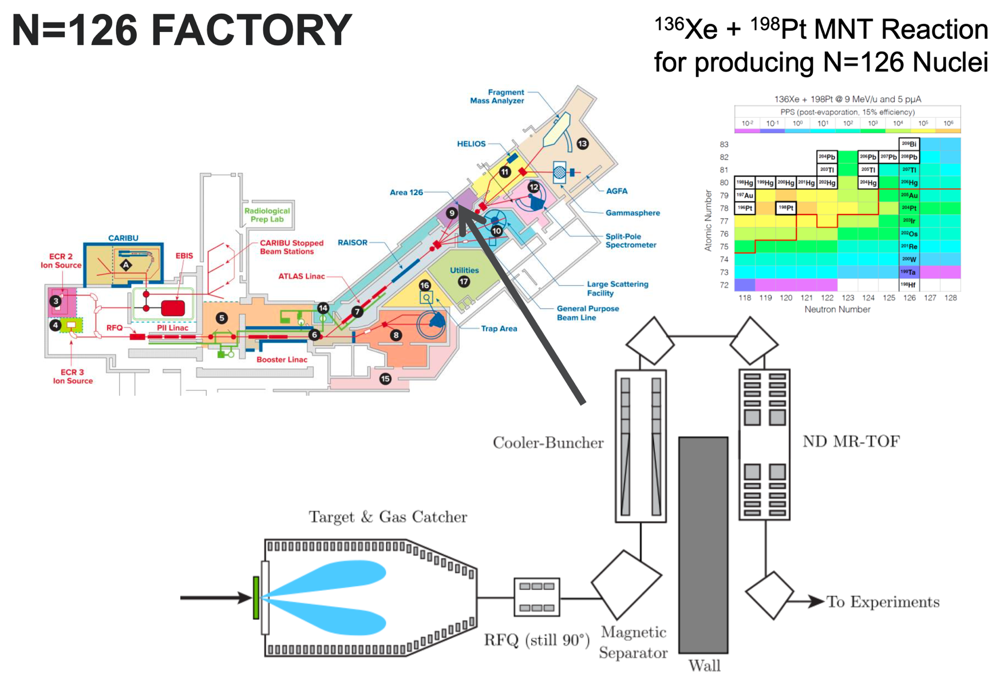 N=126 FACTORY
¹³⁶Xe + ¹⁹⁸Pt MNT Reaction
for producing N=126 Nuclei
Fragment
Mass Analyzer
HELIOS
13
11
12
Area 126
AGFA
9
Gammasphere
10
Radiological
Prep Lab
RAISOR
Split-Pole
Spectrometer
CARIBU
CARIBU Stopped
Beam Stations
ECR 2
Ion Source
EBIS
A
Utilities
17
ATLAS Linac
16
Large Scattering
Facility
3
14
7
General Purpose
Beam Line
5
4
RFQ
PII Linac
6
8
Trap Area
Booster Linac
ECR 3
Ion Source
15
136Xe + 198Pt @ 9 MeV/u and 5 pμA
PPS (post-evaporation, 15% efficiency)
10⁻² 10⁻¹ 10⁰ 10¹ 10² 10³ 10⁴ 10⁵ 10⁶
Atomic Number
83 ²⁰⁹Bi
82 ²⁰⁴Pb ²⁰⁶Pb ²⁰⁷Pb ²⁰⁸Pb
81 ²⁰³Tl ²⁰⁵Tl ²⁰⁷Tl
80 ¹⁹⁸Hg ¹⁹⁹Hg ²⁰⁰Hg ²⁰¹Hg ²⁰²Hg ²⁰⁴Hg ²⁰⁶Hg
79 ¹⁹⁷Au ²⁰⁵Au
78 ¹⁹⁶Pt ¹⁹⁸Pt ²⁰⁴Pt
77 ²⁰³Ir
76 ²⁰²Os
75 ²⁰¹Re
74 ²⁰⁰W
73 ¹⁹⁹Ta
72 ¹⁹⁸Hf
118 119 120 121 122 123 124 125 126 127 128
Neutron Number
Cooler-Buncher
ND MR-TOF
Target & Gas Catcher
To Experiments
RFQ (still 90°)
Magnetic
Separator
Wall